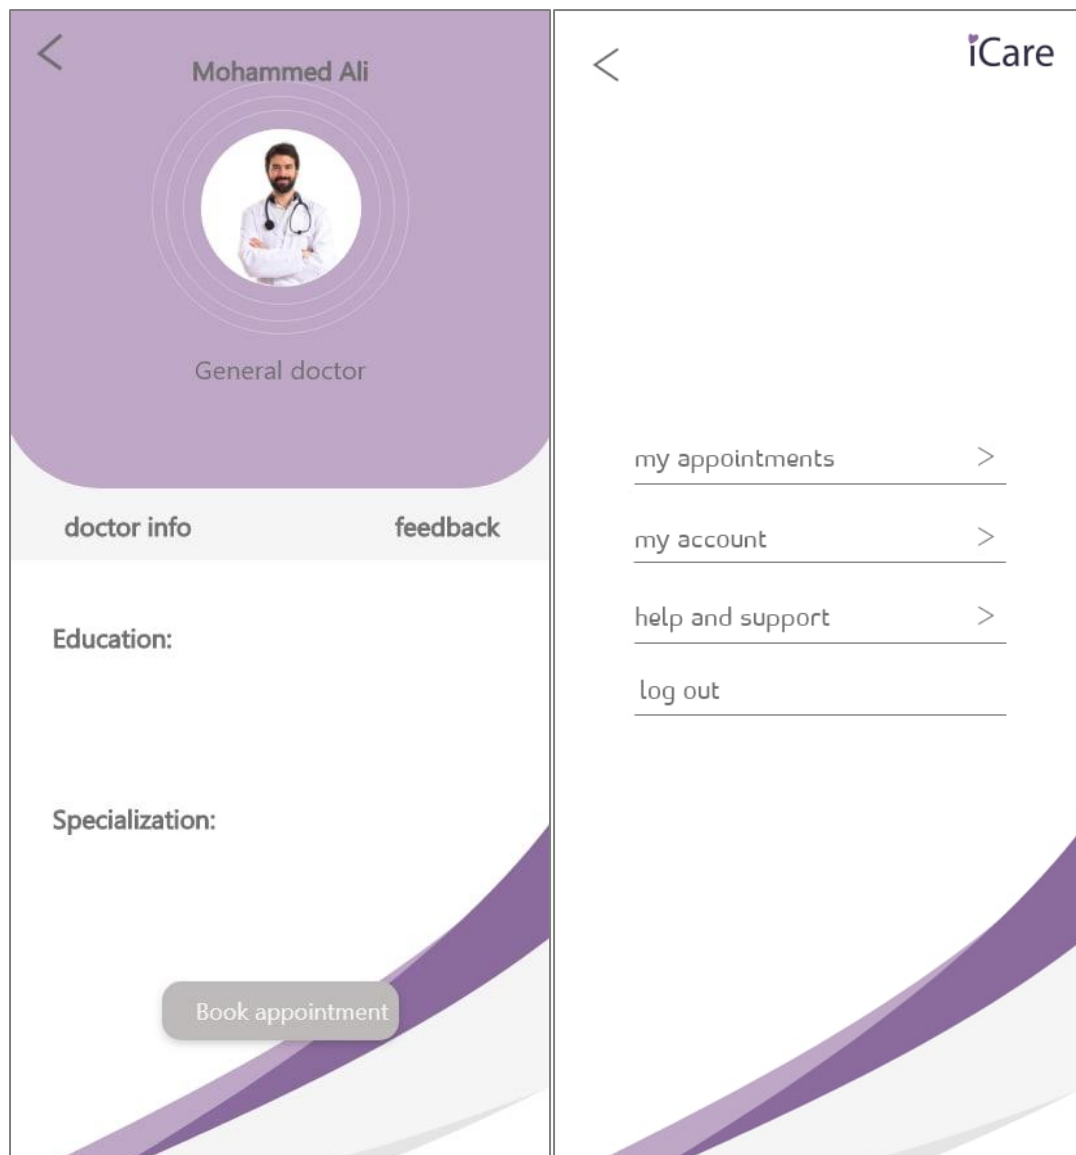 Mohammed Ali
General doctor
doctor info
feedback
Education:
Specialization:
Book appointment
iCare
my appointments
my account
help and support
log out